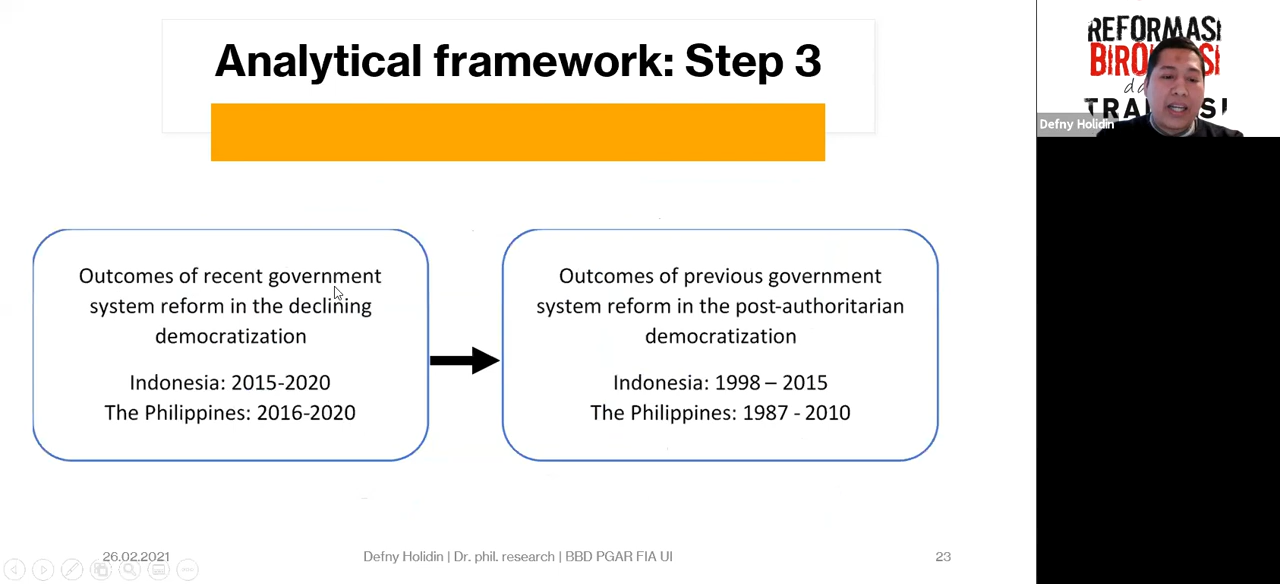 Analytical framework: Step 3
Outcomes of recent government
system reform in the declining
democratization
Indonesia: 2015-2020
The Philippines: 2016-2020
Outcomes of previous government
system reform in the post-authoritarian
democratization
Indonesia: 1998 – 2015
The Philippines: 1987 - 2010
26.02.2021
Defny Holidin | Dr. phil. research | BBD PGAR FIA UI
23
REFORMASI
Defny Holidin